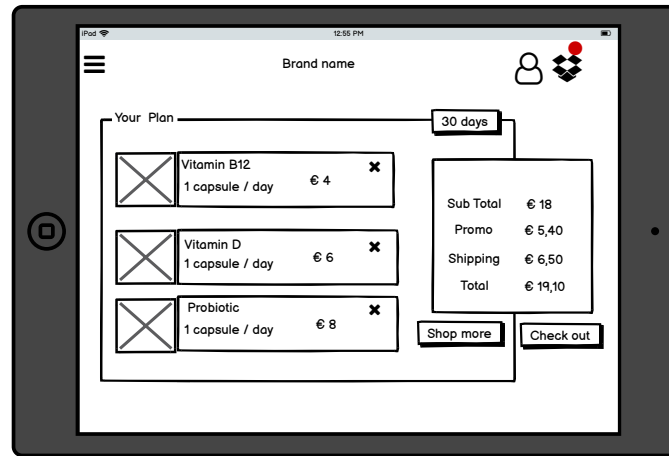 iPad 12:55 PM
Brand name
Your Plan
30 days
Vitamin B12
1 capsule / day € 4
Vitamin D
1 capsule / day € 6
Probiotic
1 capsule / day € 8
Sub Total € 18
Promo € 5,40
Shipping € 6,50
Total € 19,10
Shop more
Check out